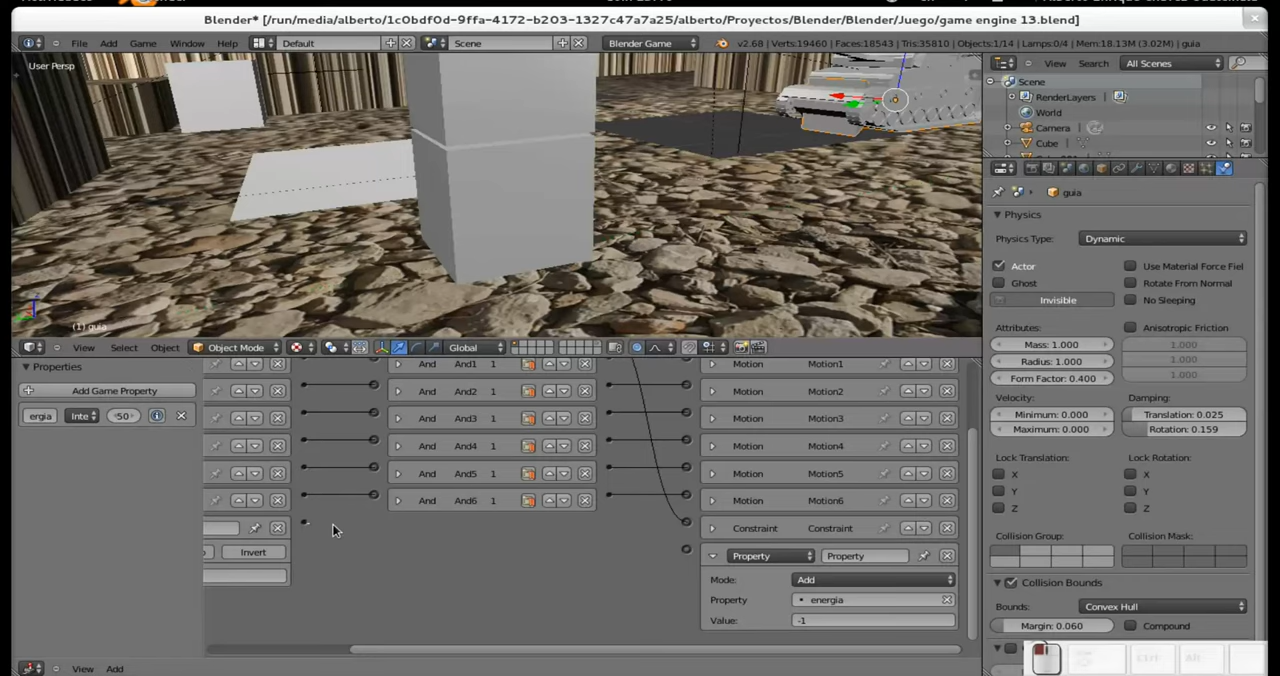 Blender* [/run/media/alberto/1c0bdf0d-9ffa-4172-b203-1327c47a7a25/alberto/Proyectos/Blender/Blender/Juego/game engine 13.blend]
File Add Game Window Help Default Scene Blender Game v2.68 | Verts:19460 | Faces:18543 | Tris:35810 | Objects:1/14 | Lamps:0/4 | Mem:18.13M (3.02M) | guia
User Persp
View Search All Scenes
Scene
RenderLayers
World
Camera
Cube
guia
Physics
Physics Type: Dynamic
Actor Use Material Force Fiel
Ghost Rotate From Normal
Invisible No Sleeping
Attributes: Anisotropic Friction
Mass: 1.000 1.000
Radius: 1.000 1.000
Form Factor: 0.400 1.000
Velocity: Damping:
Minimum: 0.000 Translation: 0.025
Maximum: 0.000 Rotation: 0.159
Lock Translation: Lock Rotation:
X X
Y Y
Z Z
Collision Group: Collision Mask:
Collision Bounds
Bounds: Convex Hull
Margin: 0.060 Compound
(1) guia
View Select Object Object Mode Global
Properties
Add Game Property
ergia Inte 50
And And1 1 Motion Motion1
And And2 1 Motion Motion2
And And3 1 Motion Motion3
And And4 1 Motion Motion4
And And5 1 Motion Motion5
And And6 1 Motion Motion6
Constraint Constraint
Invert
Property Property
Mode: Add
Property energia
Value: -1
View Add
Ctrl Alt